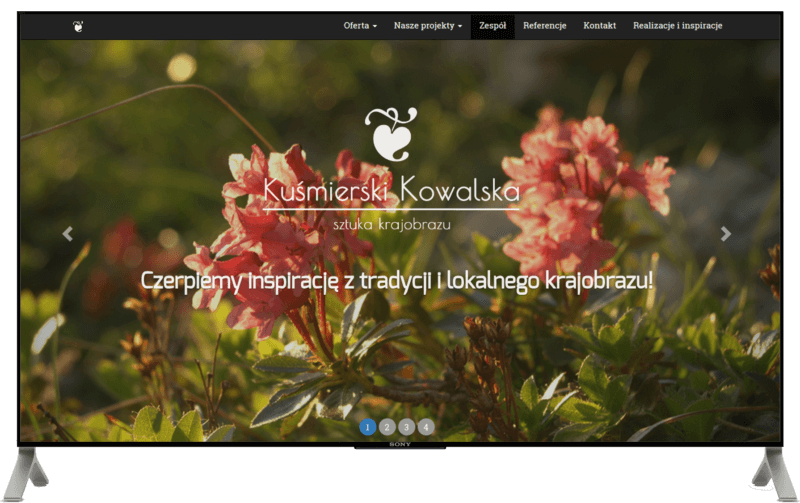 Oferta
Nasze projekty
Zespół
Referencje
Kontakt
Realizacje i inspiracje
Kuśmierski Kowalska
sztuka krajobrazu
Czerpiemy inspirację z tradycji i lokalnego krajobrazu!
1 2 3 4
SONY